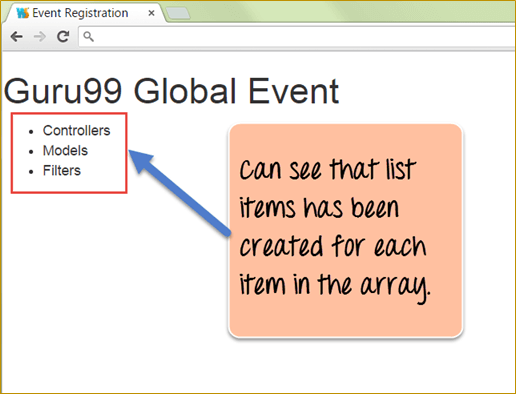 Event Registration
Guru99 Global Event
Controllers
Models
Filters
Can see that list
items has been
created for each
item in the array.